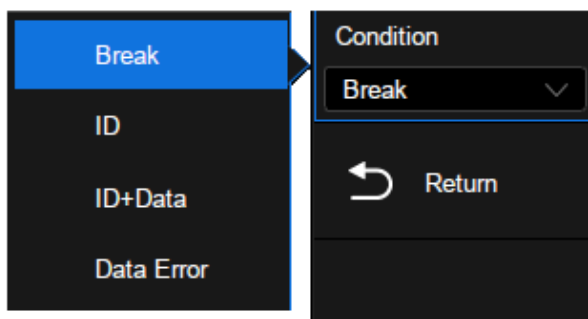 Break
ID
ID+Data
Data Error
Condition
Break
Return